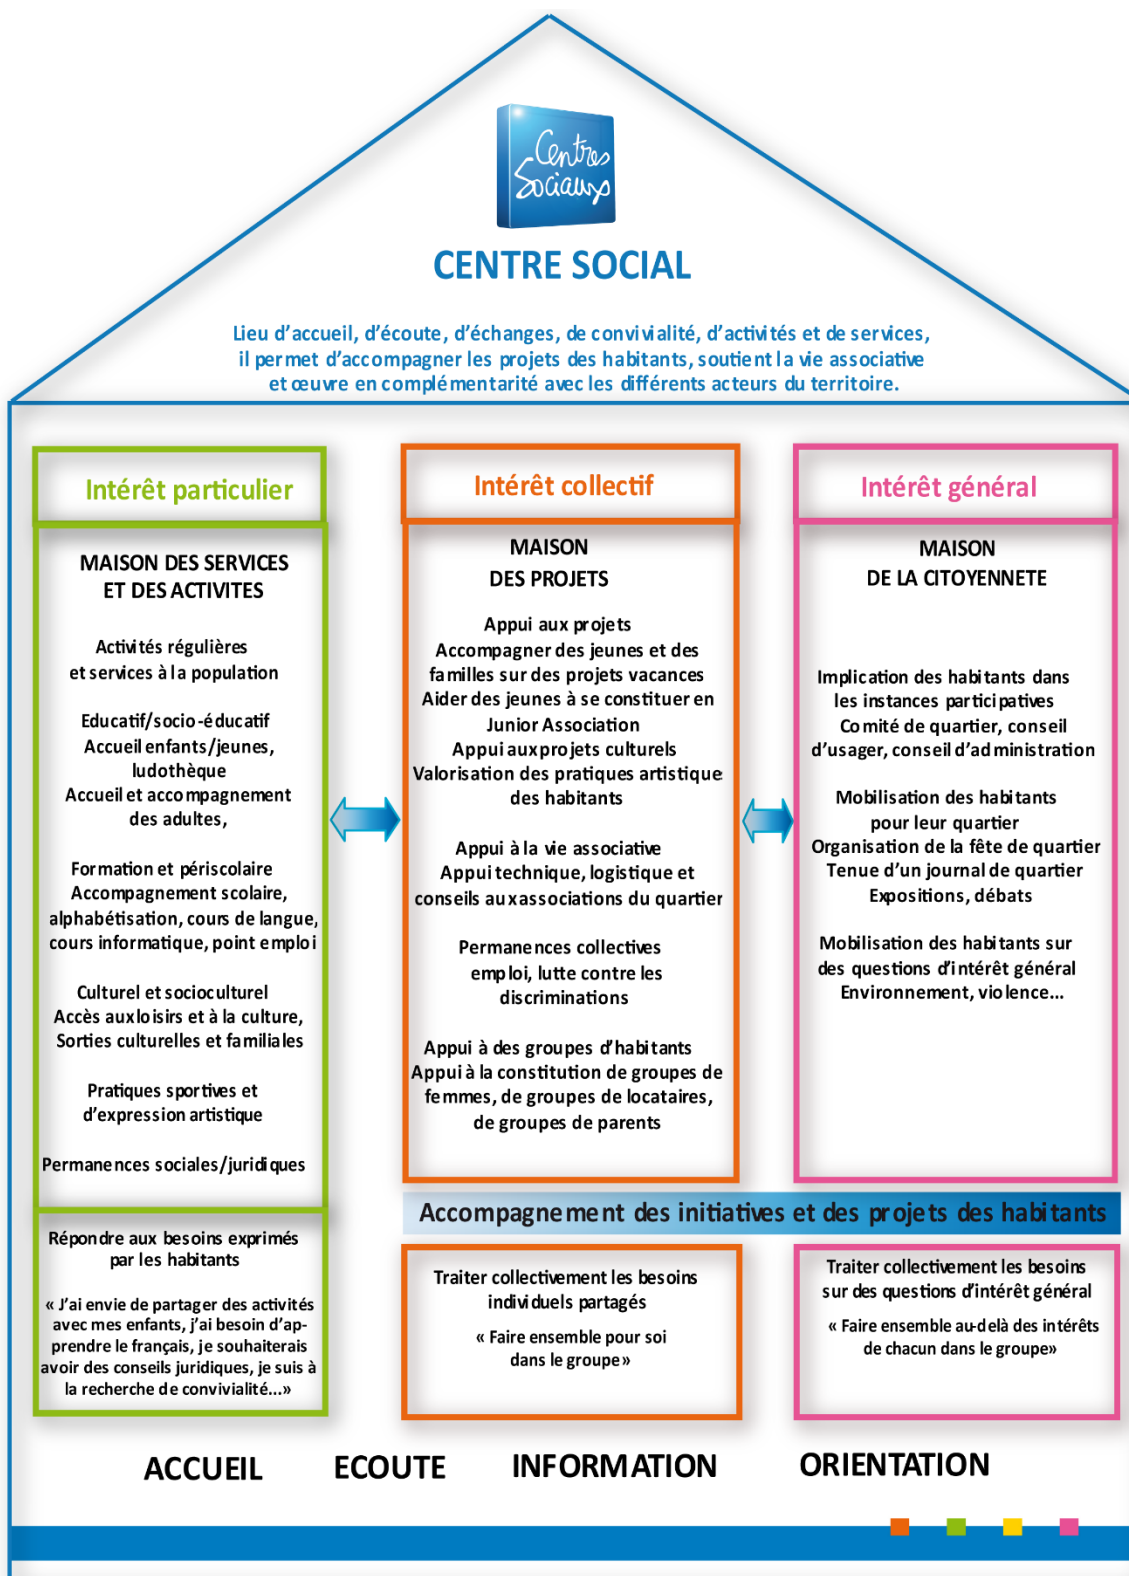 Centres
Sociaux
CENTRE SOCIAL
Lieu d'accueil, d'écoute, d'échanges, de convivialité, d'activités et de services,
il permet d'accompagner les projets des habitants, soutient la vie associative
et œuvre en complémentarité avec les différents acteurs du territoire.
Intérêt particulier
MAISON DES SERVICES
ET DES ACTIVITES
Activités régulières
et services à la population
Educatif/socio-éducatif
Accueil enfants/jeunes,
ludothèque
Accueil et accompagnement
des adultes,
Formation et périscolaire
Accompagnement scolaire,
alphabétisation, cours de langue,
cours informatique, point emploi
Culturel et socioculturel
Accès aux loisirs et à la culture,
Sorties culturelles et familiales
Pratiques sportives et
d'expression artistique
Permanences sociales/juridiques
Répondre aux besoins exprimés
par les habitants
« J'ai envie de partager des activités
avec mes enfants, j'ai besoin d'ap-
prendre le français, je souhaiterais
avoir des conseils juridiques, je suis à
la recherche de convivialité...»
Intérêt collectif
MAISON
DES PROJETS
Appui aux projets
Accompagner des jeunes et des
familles sur des projets vacances
Aider des jeunes à se constituer en
Junior Association
Appui aux projets culturels
Valorisation des pratiques artistique
des habitants
Appui à la vie associative
Appui technique, logistique et
conseils aux associations du quartier
Permanences collectives
emploi, lutte contre les
discriminations
Appui à des groupes d'habitants
Appui à la constitution de groupes de
femmes, de groupes de locataires,
de groupes de parents
Intérêt général
MAISON
DE LA CITOYENNETE
Implication des habitants dans
les instances participatives
Comité de quartier, conseil
d'usager, conseil d'administration
Mobilisation des habitants
pour leur quartier
Organisation de la fête de quartier
Tenue d'un journal de quartier
Expositions, débats
Mobilisation des habitants sur
des questions d'intérêt général
Environnement, violence...
Accompagnement des initiatives et des projets des habitants
Traiter collectivement les besoins
individuels partagés
« Faire ensemble pour soi
dans le groupe»
Traiter collectivement les besoins
sur des questions d'intérêt général
« Faire ensemble au-delà des intérêts
de chacun dans le groupe»
ACCUEIL ECOUTE INFORMATION ORIENTATION